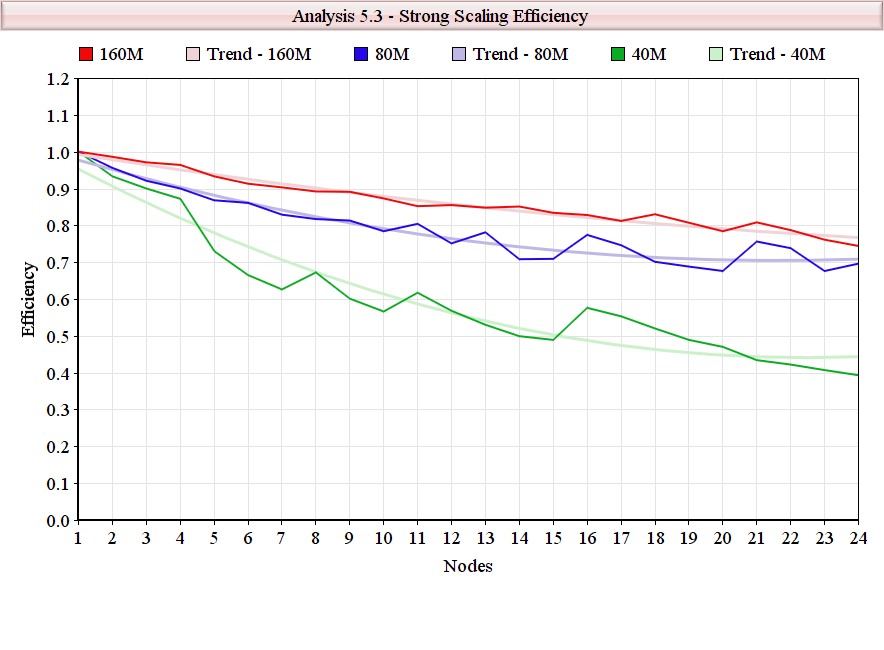 Analysis 5.3 - Strong Scaling Efficiency
160M Trend - 160M 80M Trend - 80M 40M Trend - 40M
1.2
1.1
1.0
0.9
0.8
0.7
0.6
0.5
0.4
0.3
0.2
0.1
0.0
Efficiency
1 2 3 4 5 6 7 8 9 10 11 12 13 14 15 16 17 18 19 20 21 22 23 24
Nodes